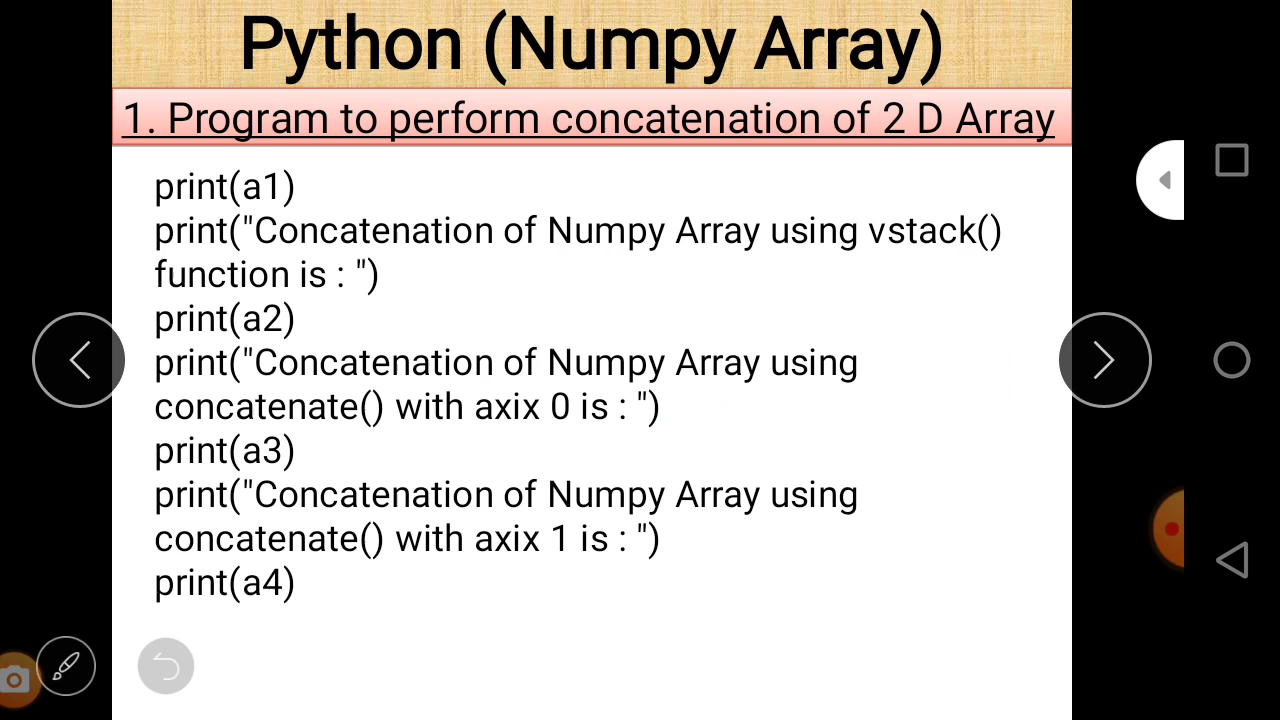 Python (Numpy Array)
1. Program to perform concatenation of 2 D Array
print(a1)
print("Concatenation of Numpy Array using vstack()
function is : ")
print(a2)
print("Concatenation of Numpy Array using
concatenate() with axix 0 is : ")
print(a3)
print("Concatenation of Numpy Array using
concatenate() with axix 1 is : ")
print(a4)